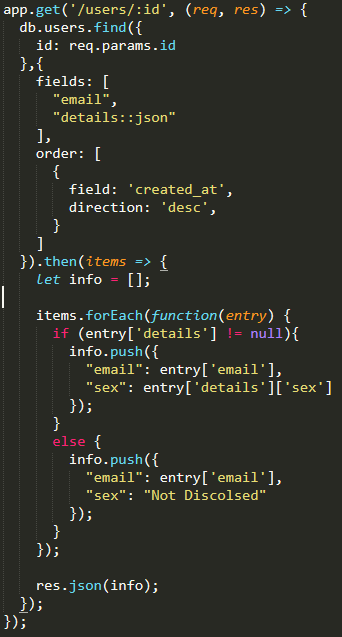 app.get('/users/:id', (req, res) => {
  db.users.find({
    id: req.params.id
  },{
    fields: [
      "email",
      "details::json"
    ],
    order: [
      {
        field: 'created_at',
        direction: 'desc',
      }
    ]
  }).then(items => {
    let info = [];

    items.forEach(function(entry) {
      if (entry['details'] != null){
        info.push({
          "email": entry['email'],
          "sex": entry['details']['sex']
        });
      }
      else {
        info.push({
          "email": entry['email'],
          "sex": "Not Discolsed"
        });
      }
    });

    res.json(info);
  });
});